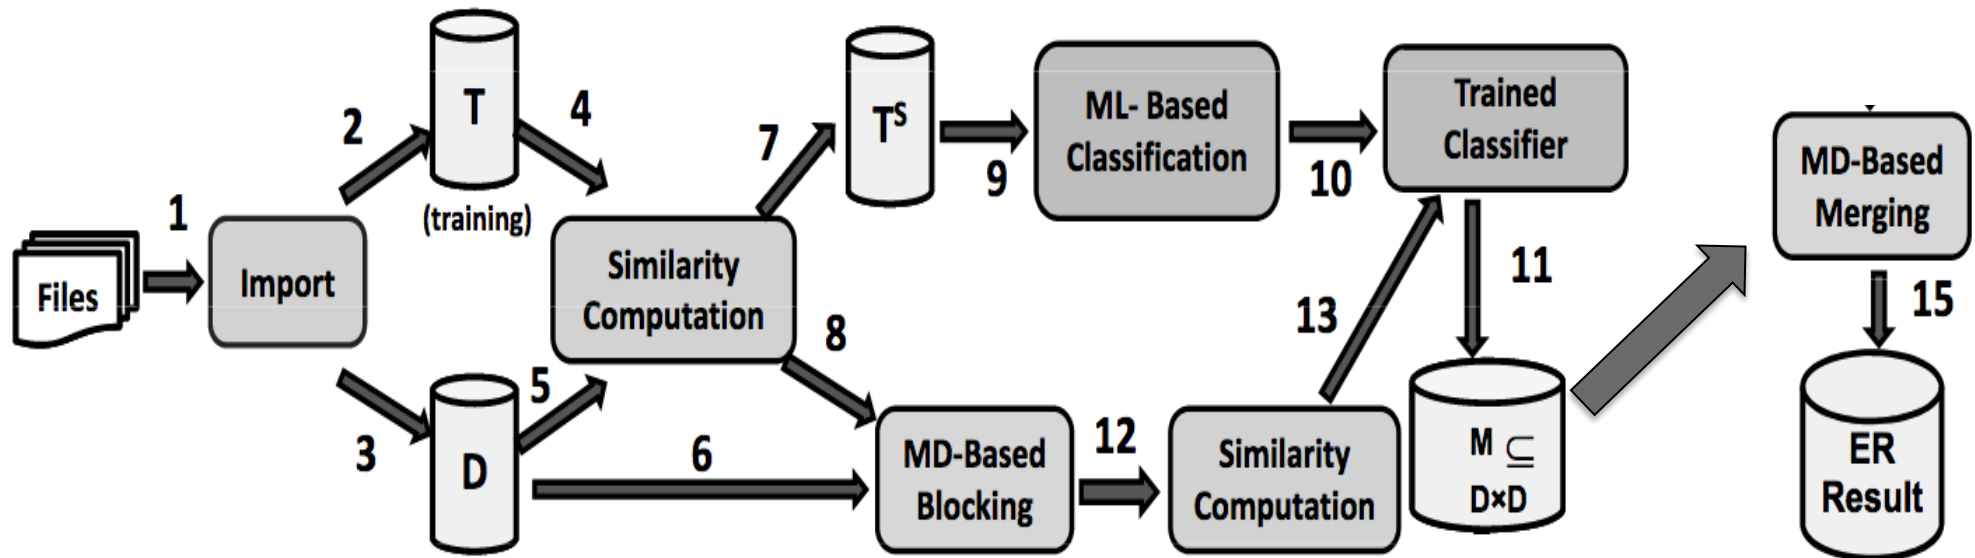 1
Files
Import
2
3
T
(training)
D
4
5
6
Similarity
Computation
7
8
T^S
9
ML- Based
Classification
10
Trained
Classifier
11
MD-Based
Blocking
12
Similarity
Computation
13
M ⊆
D×D
MD-Based
Merging
15
ER
Result